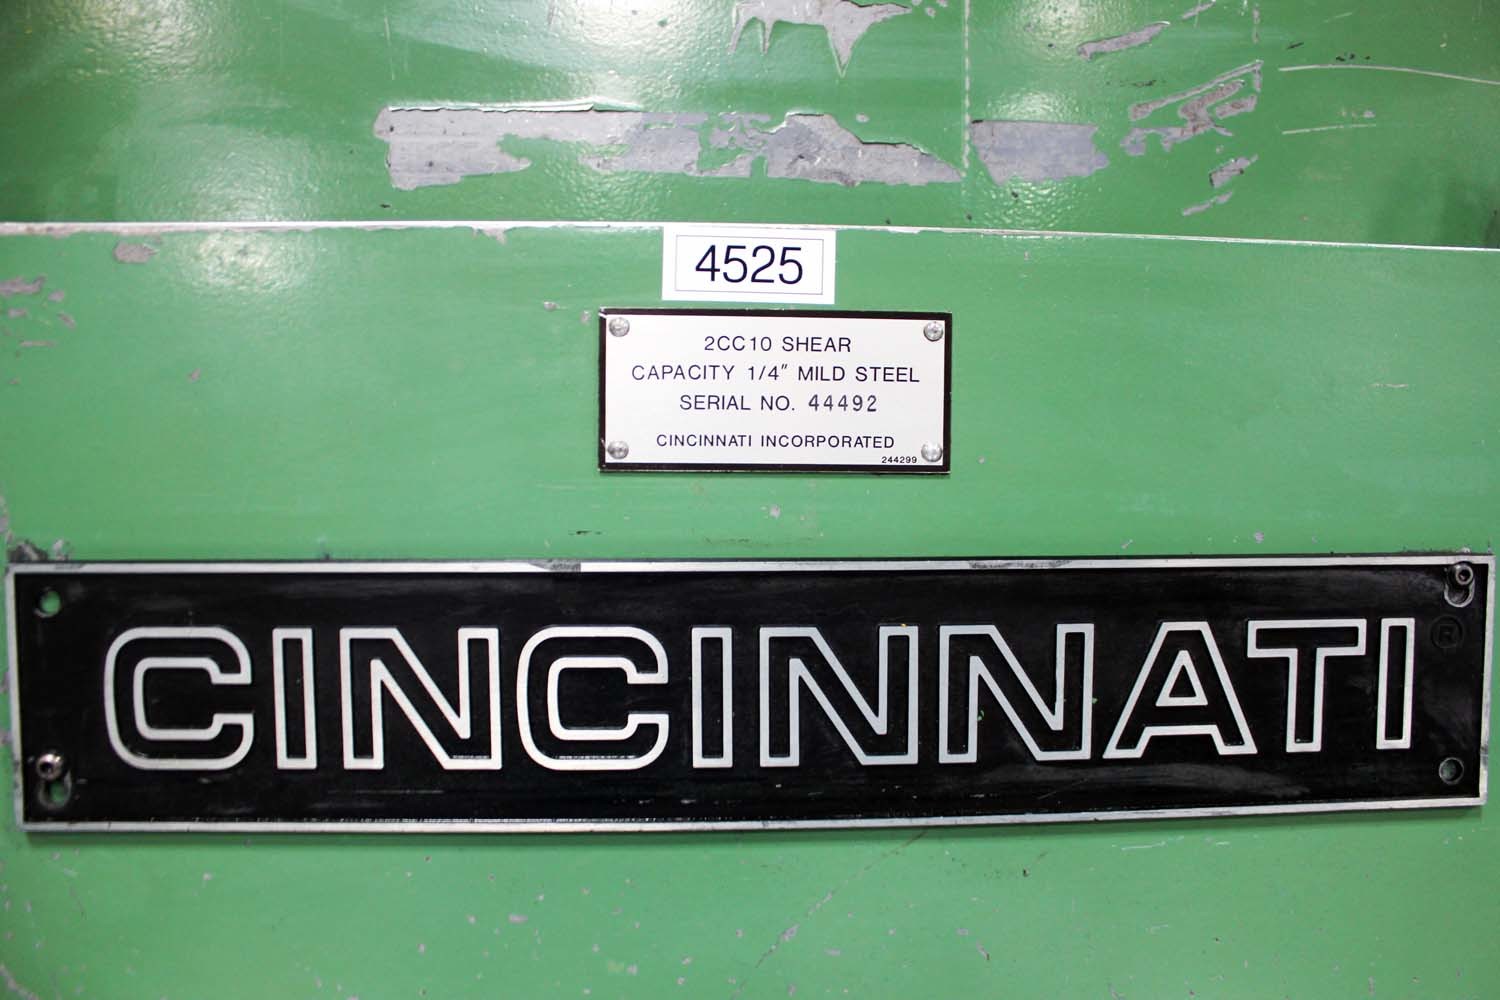 4525
2CC10 SHEAR
CAPACITY 1/4" MILD STEEL
SERIAL NO. 44492
CINCINNATI INCORPORATED
244299
CINCINNATI ®